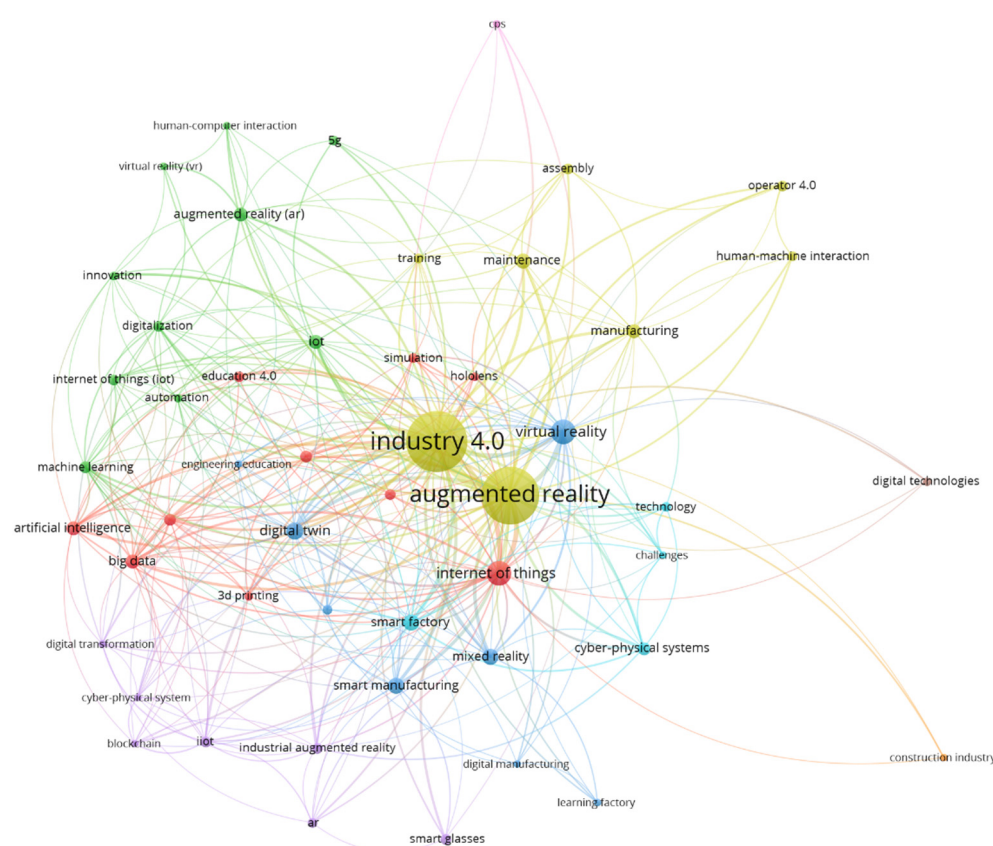 cps
human-computer interaction
5g
virtual reality (vr)
assembly
operator 4.0
augmented reality (ar)
training
maintenance
human-machine interaction
innovation
digitalization
manufacturing
iot
simulation
internet of things (iot)
education 4.0
hololens
automation
industry 4.0
virtual reality
machine learning
engineering education
digital technologies
augmented reality
technology
artificial intelligence
digital twin
challenges
big data
internet of things
3d printing
smart factory
digital transformation
cyber-physical systems
mixed reality
smart manufacturing
cyber-physical system
blockchain
iiot
industrial augmented reality
construction industry
digital manufacturing
learning factory
ar
smart glasses